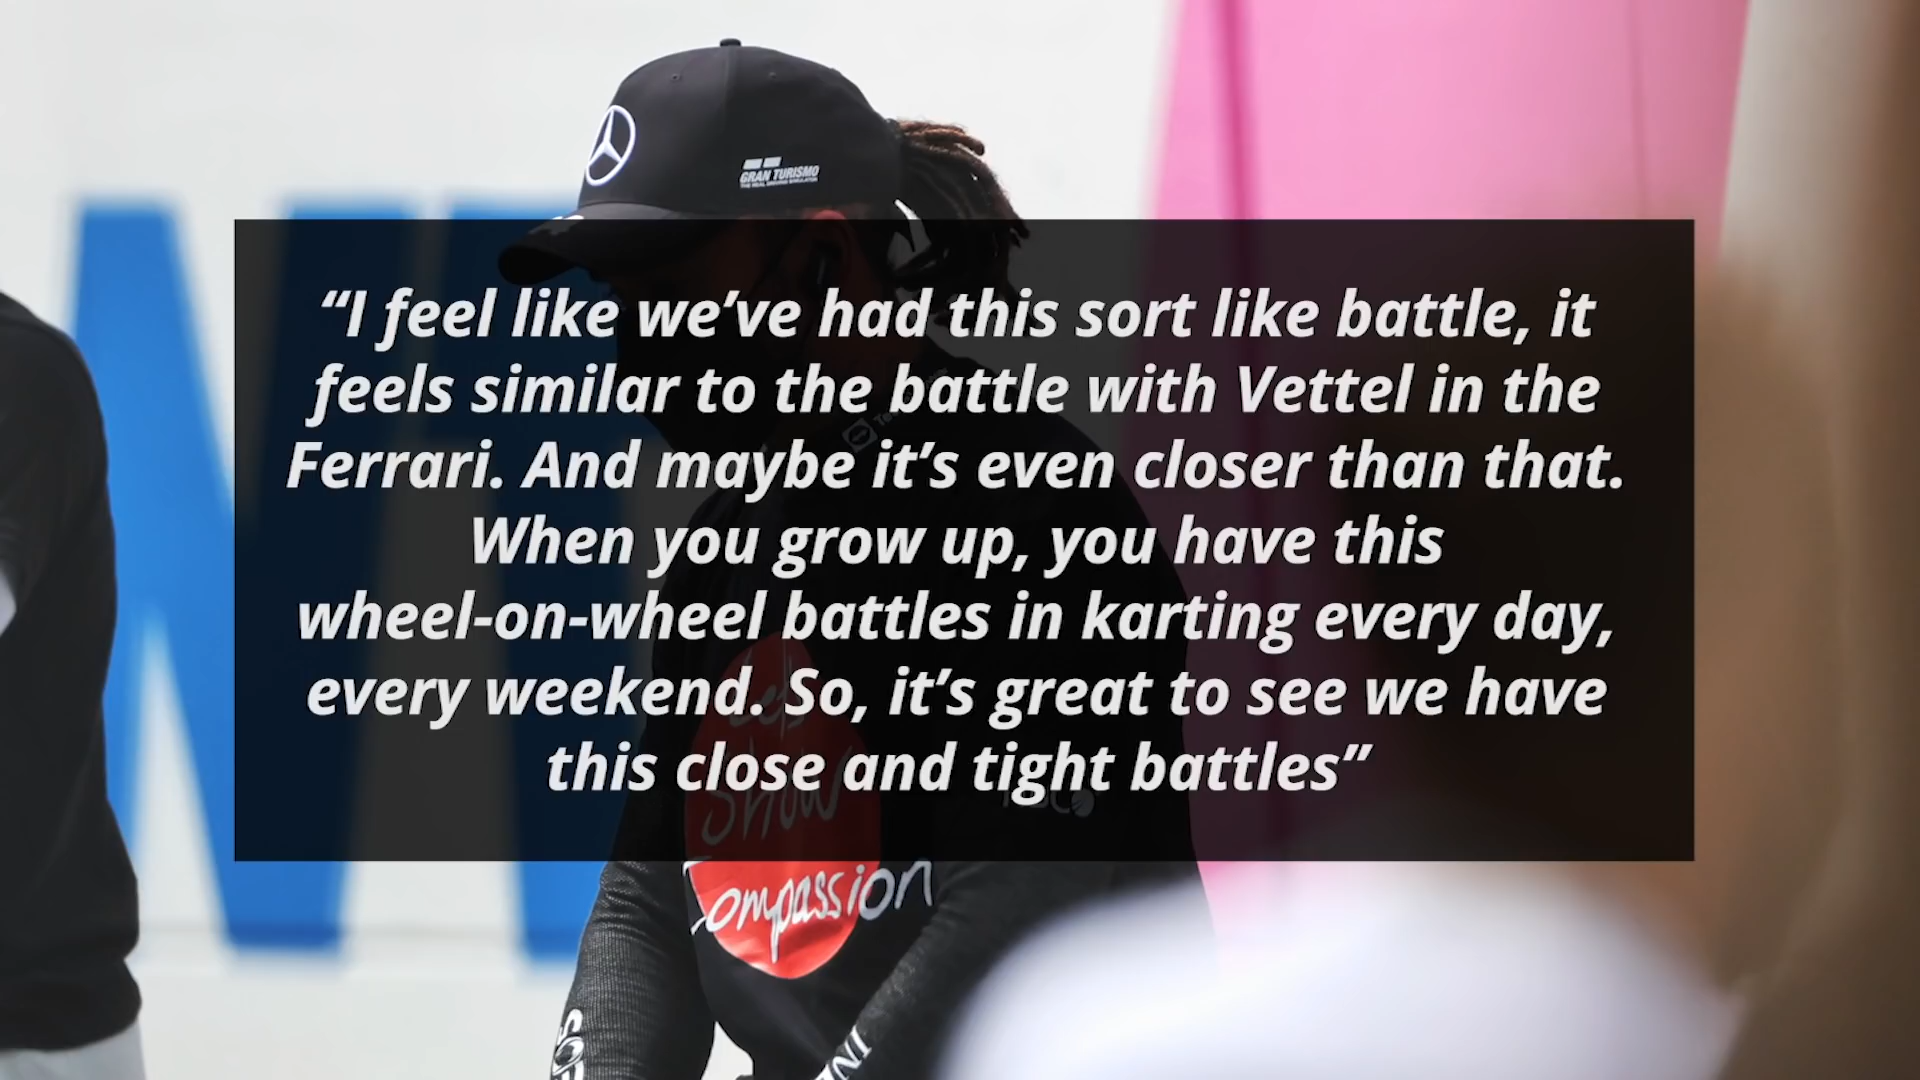 GRAN TURISMO
“I feel like we’ve had this sort like battle, it
feels similar to the battle with Vettel in the
Ferrari. And maybe it’s even closer than that.
When you grow up, you have this
wheel-on-wheel battles in karting every day,
every weekend. So, it’s great to see we have
this close and tight battles”
Let's
Show
Compassion